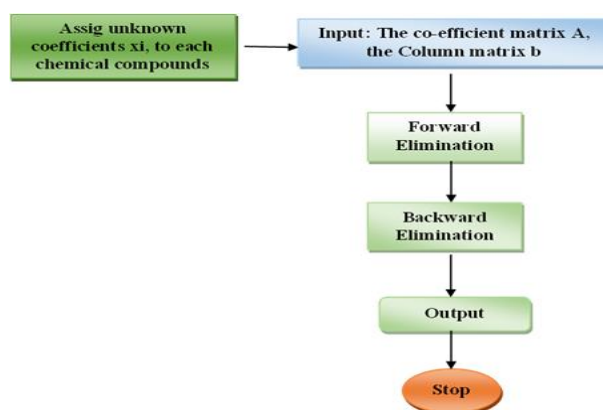 Assig unknown
coefficients xi, to each
chemical compounds
Input: The co-efficient matrix A,
the Column matrix b
Forward
Elimination
Backward
Elimination
Output
Stop